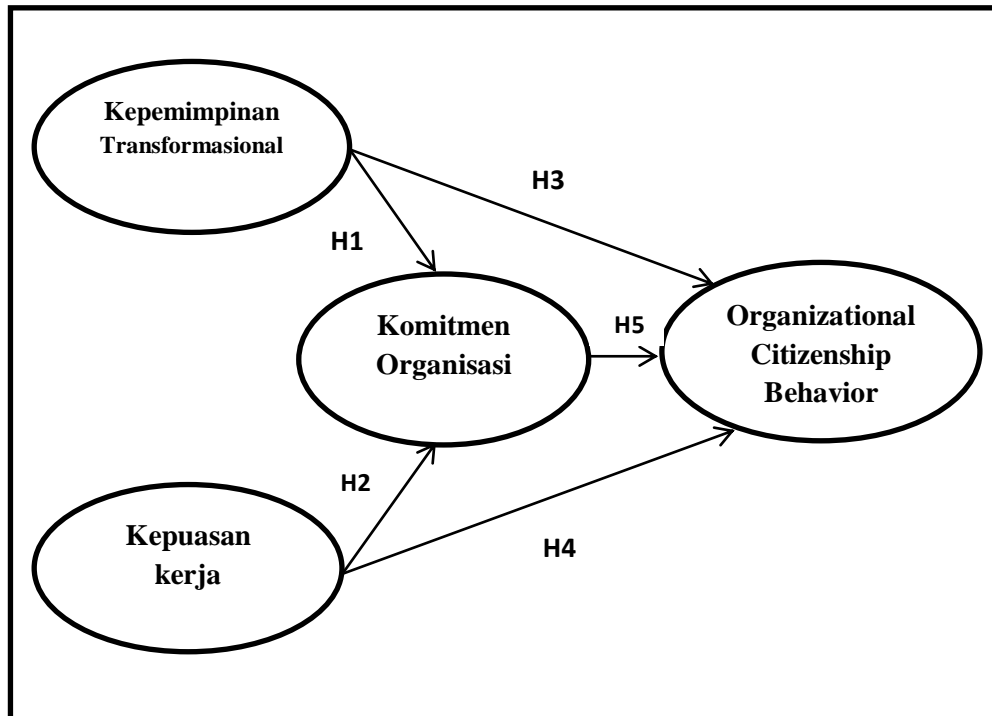 Kepemimpinan
Transformasional
H3
H1
Komitmen
Organisasi
H5
Organizational
Citizenship
Behavior
H2
Kepuasan
kerja
H4